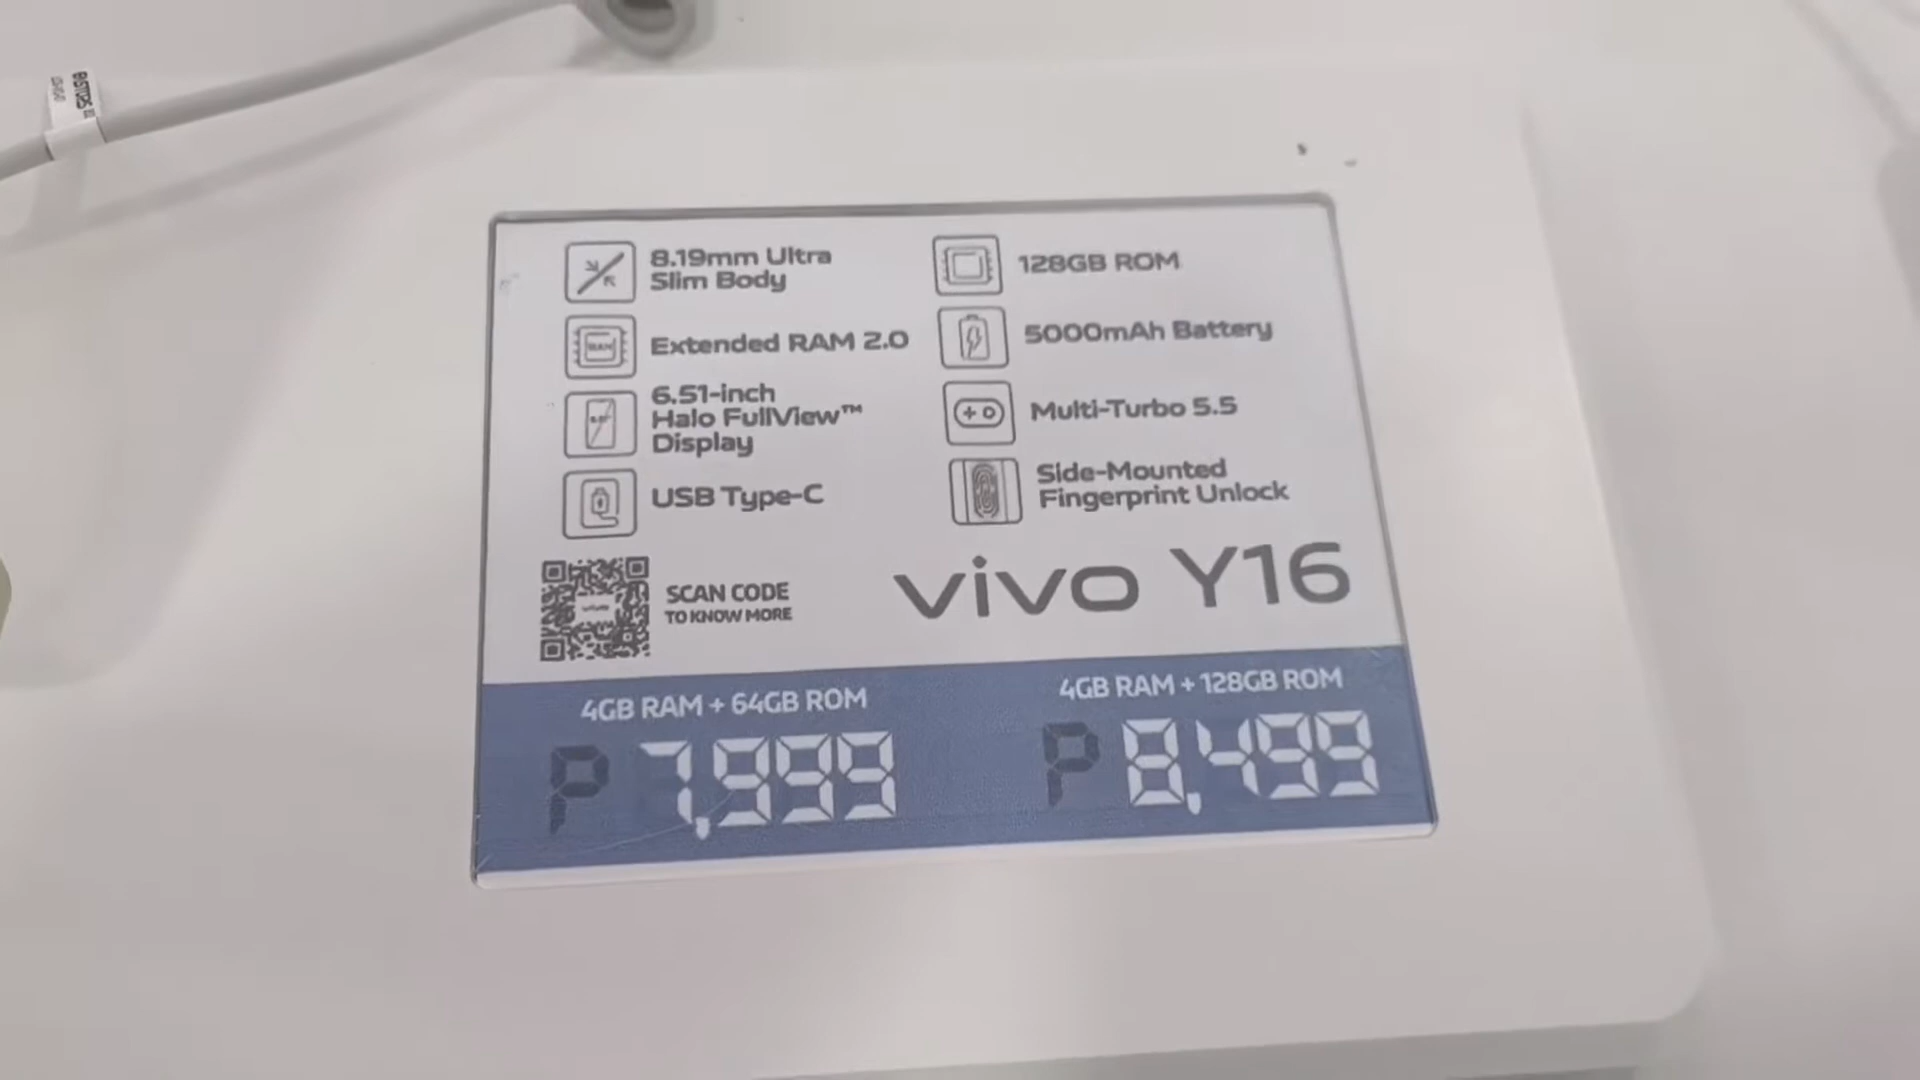 8.19mm Ultra
Slim Body
Extended RAM 2.0
6.51-inch
Halo FullView™
Display
USB Type-C
128GB ROM
5000mAh Battery
Multi-Turbo 5.5
Side-Mounted
Fingerprint Unlock
RAM
SCAN CODE
TO KNOW MORE
vivo Y16
4GB RAM + 64GB ROM
P 7,999
4GB RAM + 128GB ROM
P 8,499